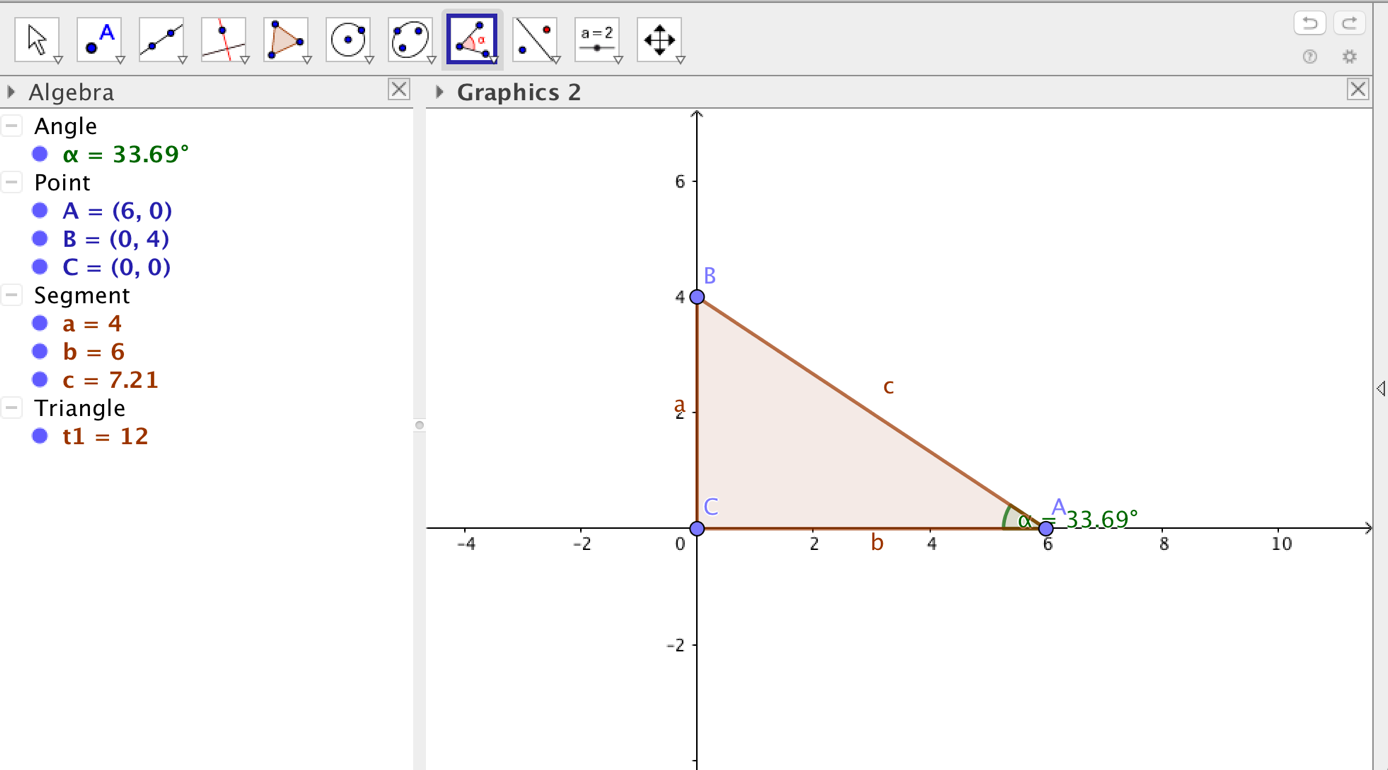 A
α
a=2
Algebra
Graphics 2
Angle
α = 33.69°
Point
A = (6, 0)
B = (0, 4)
C = (0, 0)
Segment
a = 4
b = 6
c = 7.21
Triangle
t1 = 12
6
B
4
c
a
2
C
A
α = 33.69°
-4
-2
0
2
b
4
6
8
10
-2